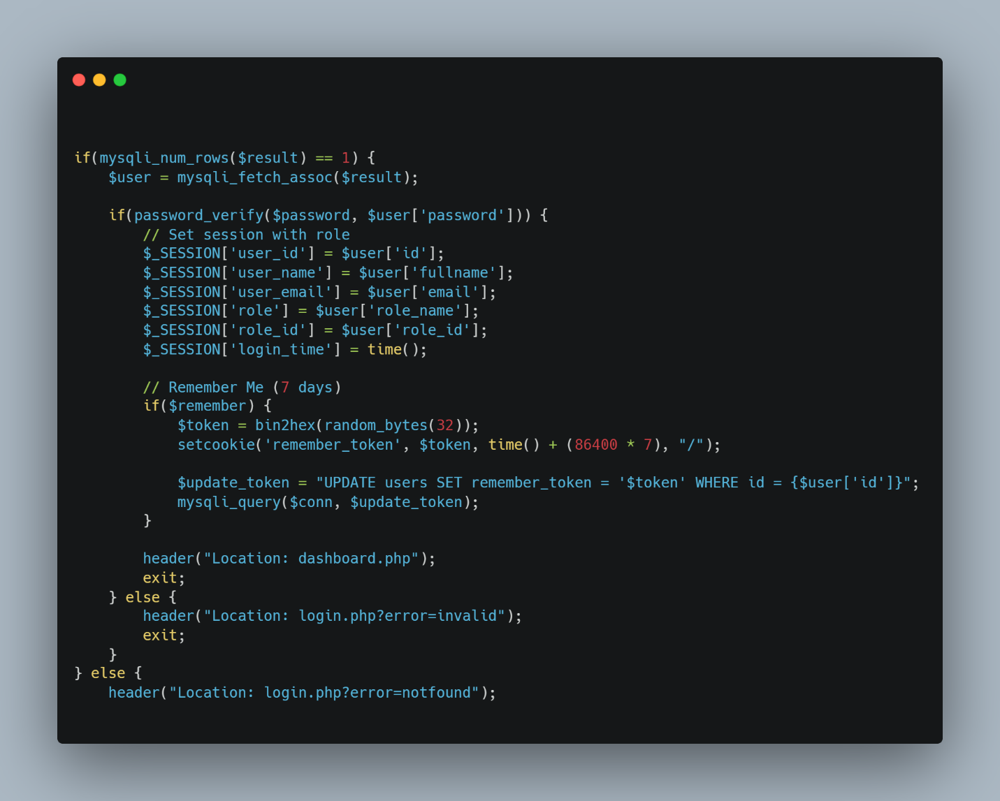 if(mysqli_num_rows($result) == 1) {
    $user = mysqli_fetch_assoc($result);

    if(password_verify($password, $user['password'])) {
        // Set session with role
        $_SESSION['user_id'] = $user['id'];
        $_SESSION['user_name'] = $user['fullname'];
        $_SESSION['user_email'] = $user['email'];
        $_SESSION['role'] = $user['role_name'];
        $_SESSION['role_id'] = $user['role_id'];
        $_SESSION['login_time'] = time();

        // Remember Me (7 days)
        if($remember) {
            $token = bin2hex(random_bytes(32));
            setcookie('remember_token', $token, time() + (86400 * 7), "/");

            $update_token = "UPDATE users SET remember_token = '$token' WHERE id = {$user['id']}";
            mysqli_query($conn, $update_token);
        }

        header("Location: dashboard.php");
        exit;
    } else {
        header("Location: login.php?error=invalid");
        exit;
    }
} else {
    header("Location: login.php?error=notfound");